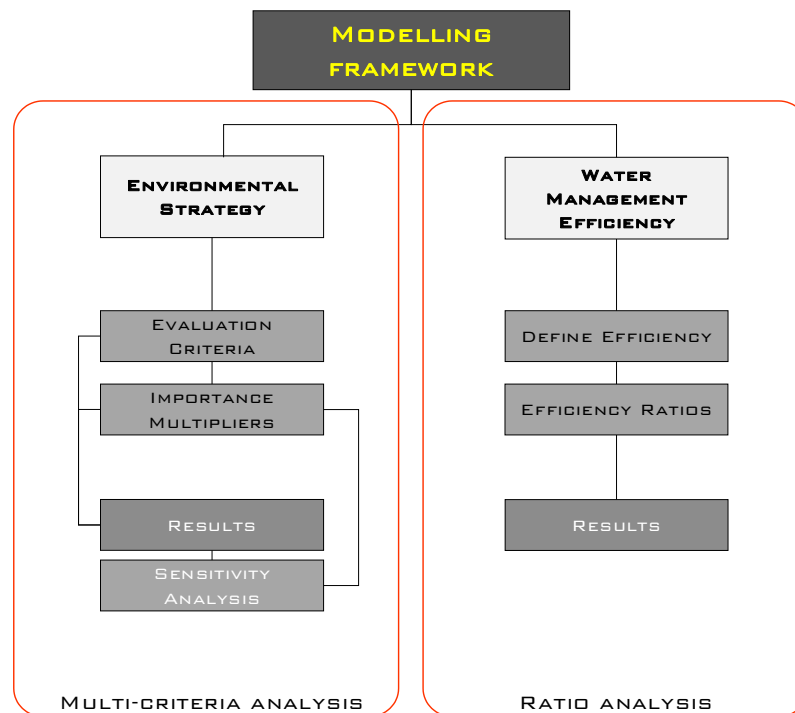 MODELLING
FRAMEWORK
ENVIRONMENTAL
STRATEGY
EVALUATION
CRITERIA
IMPORTANCE
MULTIPLIERS
RESULTS
SENSITIVITY
ANALYSIS
MULTI-CRITERIA ANALYSIS
WATER
MANAGEMENT
EFFICIENCY
DEFINE EFFICIENCY
EFFICIENCY RATIOS
RESULTS
RATIO ANALYSIS